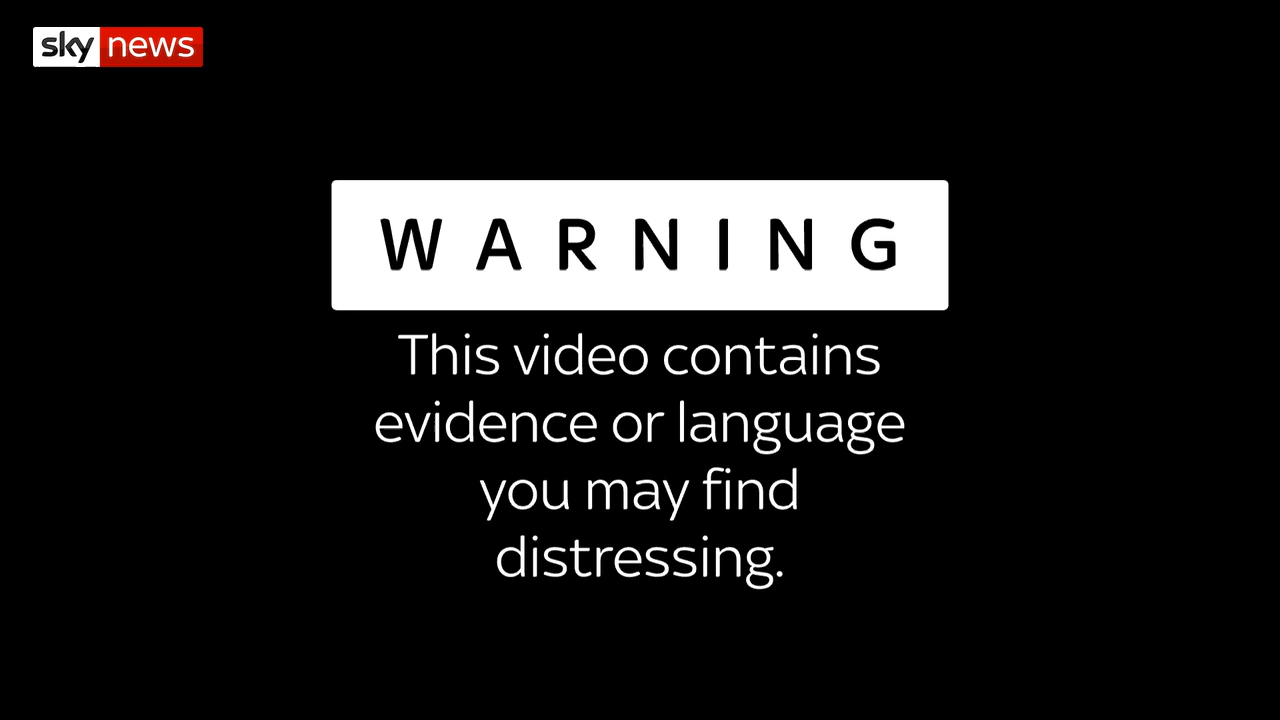 sky news
WARNING
This video contains
evidence or language
you may find
distressing.